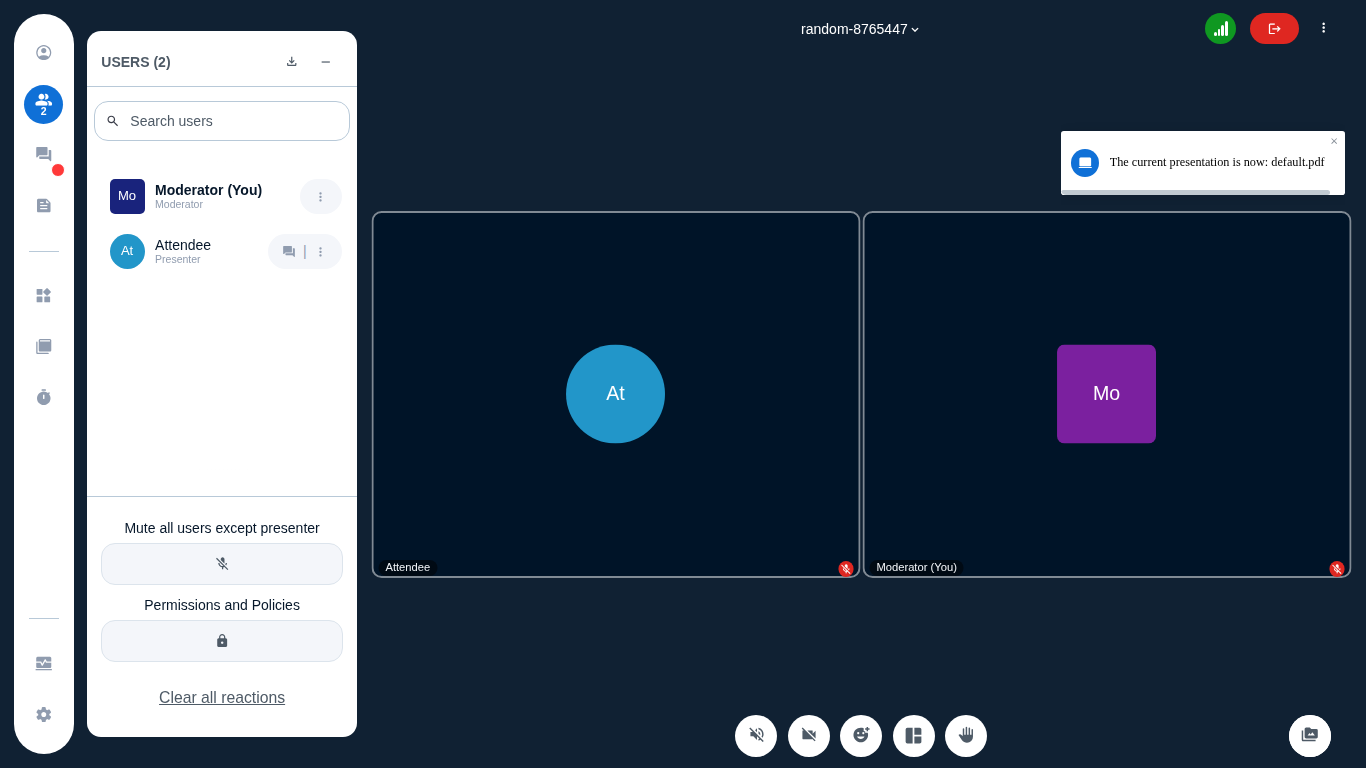 random-8765447
USERS (2)
2
Search users
The current presentation is now: default.pdf
Mo
Moderator (You)
Moderator
At
Attendee
Presenter
At
Mo
Attendee
Moderator (You)
Mute all users except presenter
Permissions and Policies
Clear all reactions